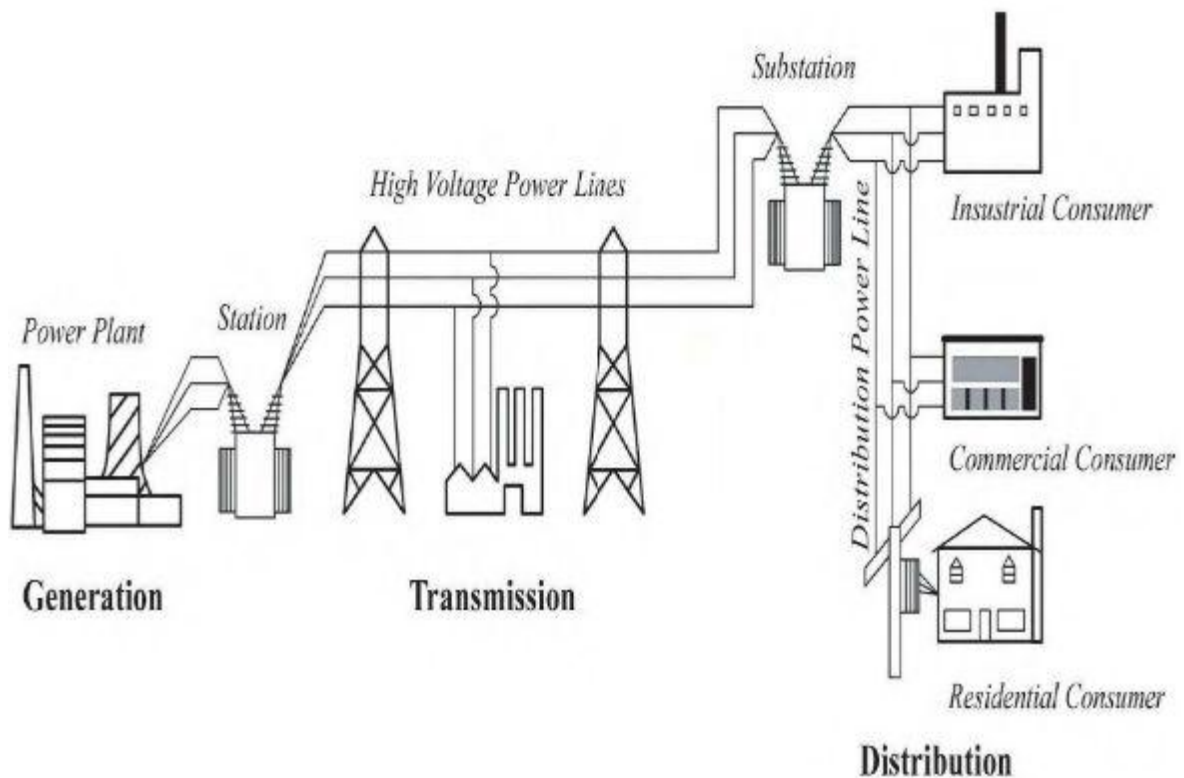 Substation
High Voltage Power Lines
Insustrial Consumer
Station
Power Plant
Distribution Power Line
Commercial Consumer
Generation
Transmission
Residential Consumer
Distribution